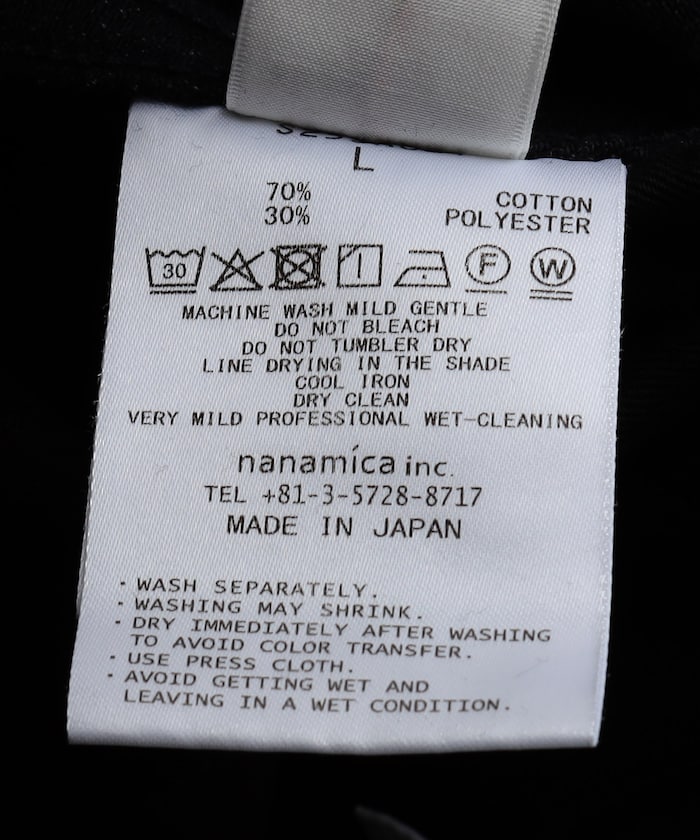 L
70% COTTON
30% POLYESTER
30 F W
MACHINE WASH MILD GENTLE
DO NOT BLEACH
DO NOT TUMBLER DRY
LINE DRYING IN THE SHADE
COOL IRON
DRY CLEAN
VERY MILD PROFESSIONAL WET-CLEANING
nanamica inc.
TEL +81-3-5728-8717
MADE IN JAPAN
・WASH SEPARATELY.
・WASHING MAY SHRINK.
・DRY IMMEDIATELY AFTER WASHING
TO AVOID COLOR TRANSFER.
・USE PRESS CLOTH.
・AVOID GETTING WET AND
LEAVING IN A WET CONDITION.